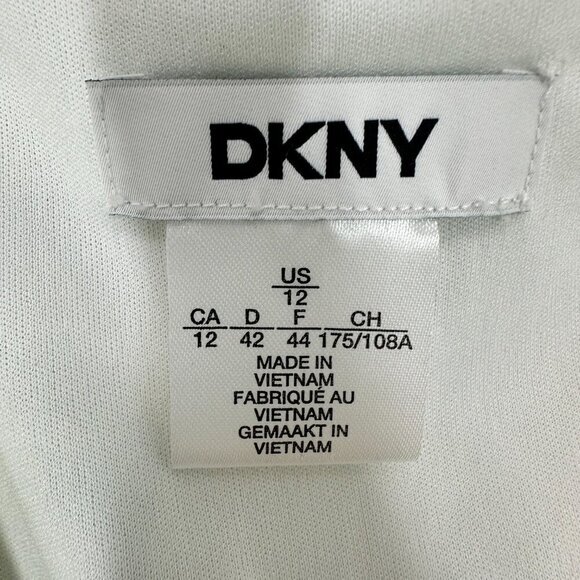 DKNY
US
12
CA D F CH
12 42 44 175/108A
MADE IN
VIETNAM
FABRIQUÉ AU
VIETNAM
GEMAAKT IN
VIETNAM